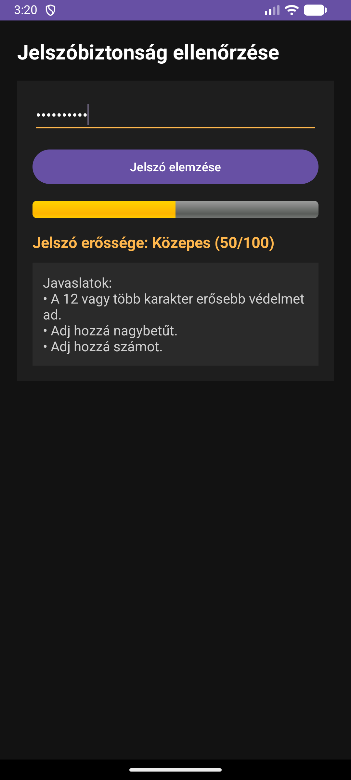 3:20
Jelszóbiztonság ellenőrzése
••••••••••
Jelszó elemzése
Jelszó erőssége: Közepes (50/100)
Javaslatok:
• A 12 vagy több karakter erősebb védelmet
ad.
• Adj hozzá nagybetűt.
• Adj hozzá számot.